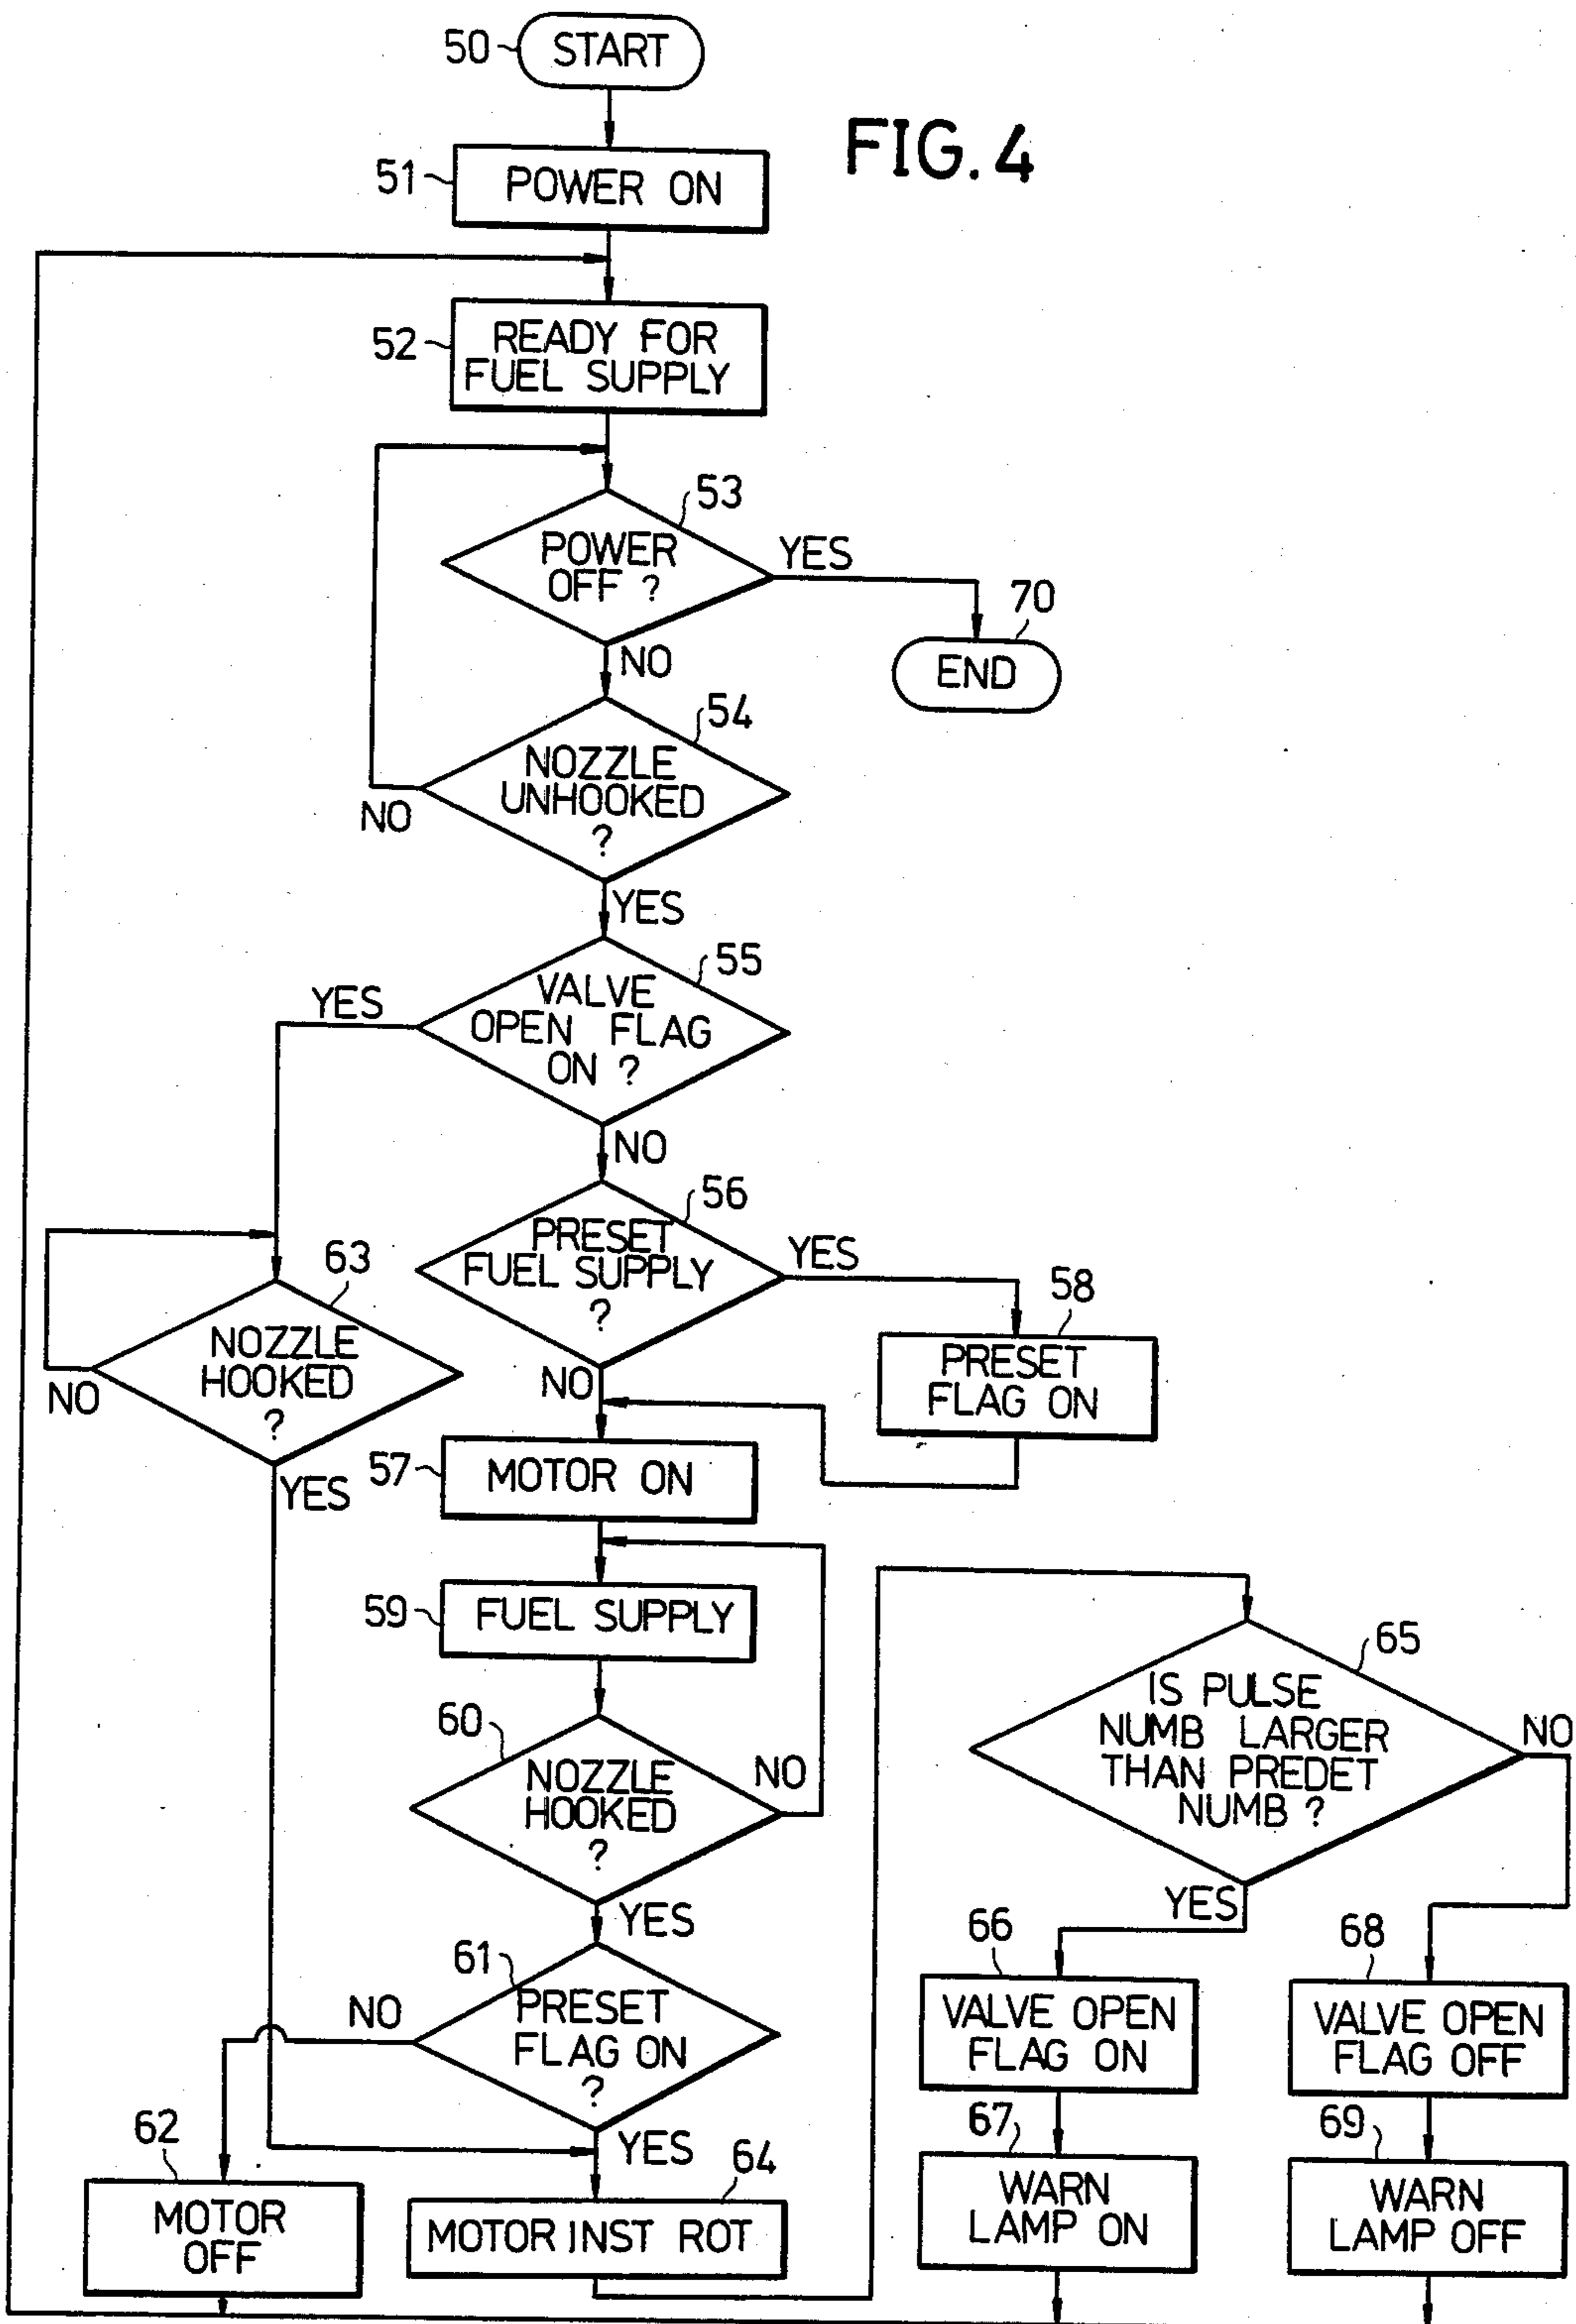 50
START
FIG. 4
51
POWER ON
52
READY FOR
FUEL SUPPLY
53
POWER
OFF ?
YES
70
END
NO
54
NOZZLE
UNHOOKED
?
NO
YES
55
VALVE
OPEN FLAG
ON ?
YES
NO
56
PRESET
FUEL SUPPLY
?
YES
58
PRESET
FLAG ON
63
NOZZLE
HOOKED
?
NO
YES
NO
57
MOTOR ON
59
FUEL SUPPLY
60
NOZZLE
HOOKED
?
NO
YES
61
PRESET
FLAG ON
?
NO
YES
62
MOTOR
OFF
64
MOTOR INST ROT
65
IS PULSE
NUMB LARGER
THAN PREDET
NUMB ?
NO
YES
66
VALVE OPEN
FLAG ON
68
VALVE OPEN
FLAG OFF
67
WARN
LAMP ON
69
WARN
LAMP OFF